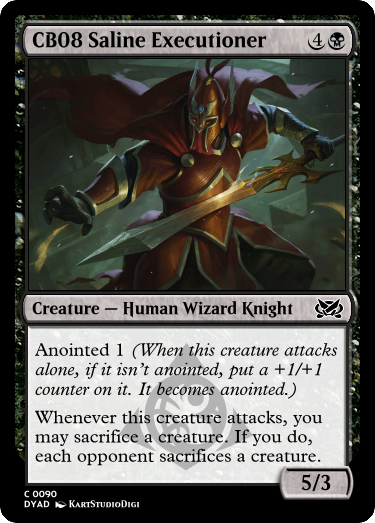 CB08 Saline Executioner 4
Creature — Human Wizard Knight
Anointed 1 (When this creature attacks
alone, if it isn't anointed, put a +1/+1
counter on it. It becomes anointed.)
Whenever this creature attacks, you
may sacrifice a creature. If you do,
each opponent sacrifices a creature.
5/3
C 0090
DYAD KartStudioDigi